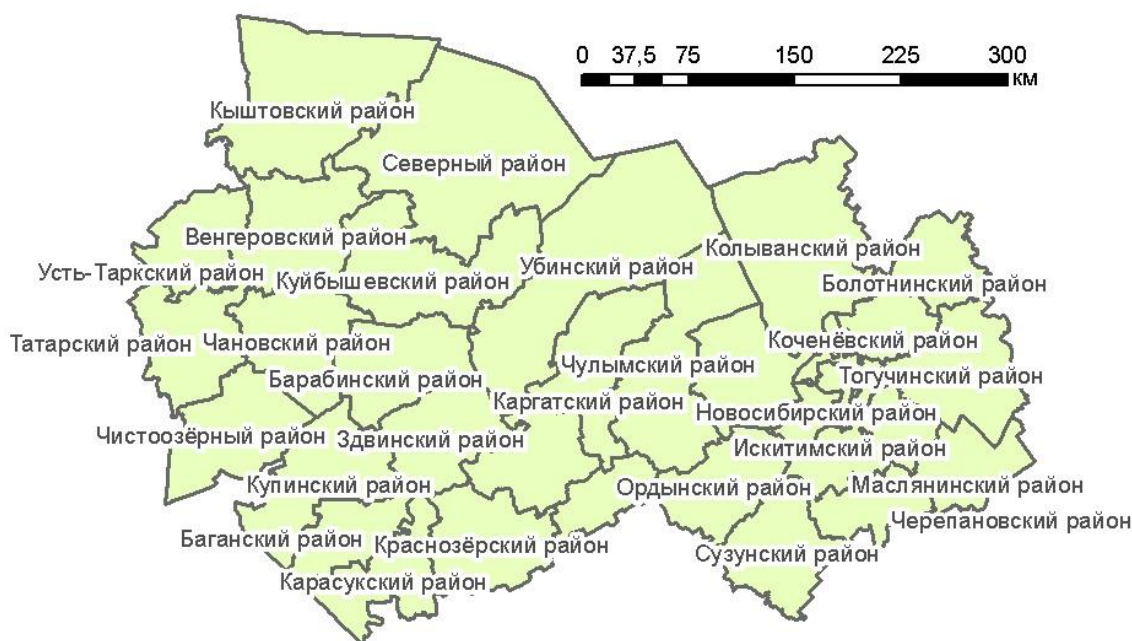 0 37,5 75 150 225 300
км
Кыштовский район
Северный район
Венгеровский район
Колыванский район
Усть-Таркский район
Куйбышевский район
Убинский район
Болотнинский район
Татарский район
Чановский район
Коченёвский район
Барабинский район
Чулымский район
Тогучинский район
Каргатский район
Новосибирский район
Чистоозёрный район
Здвинский район
Искитимский район
Купинский район
Ордынский район
Маслянинский район
Черепановский район
Баганский район
Краснозёрский район
Сузунский район
Карасукский район